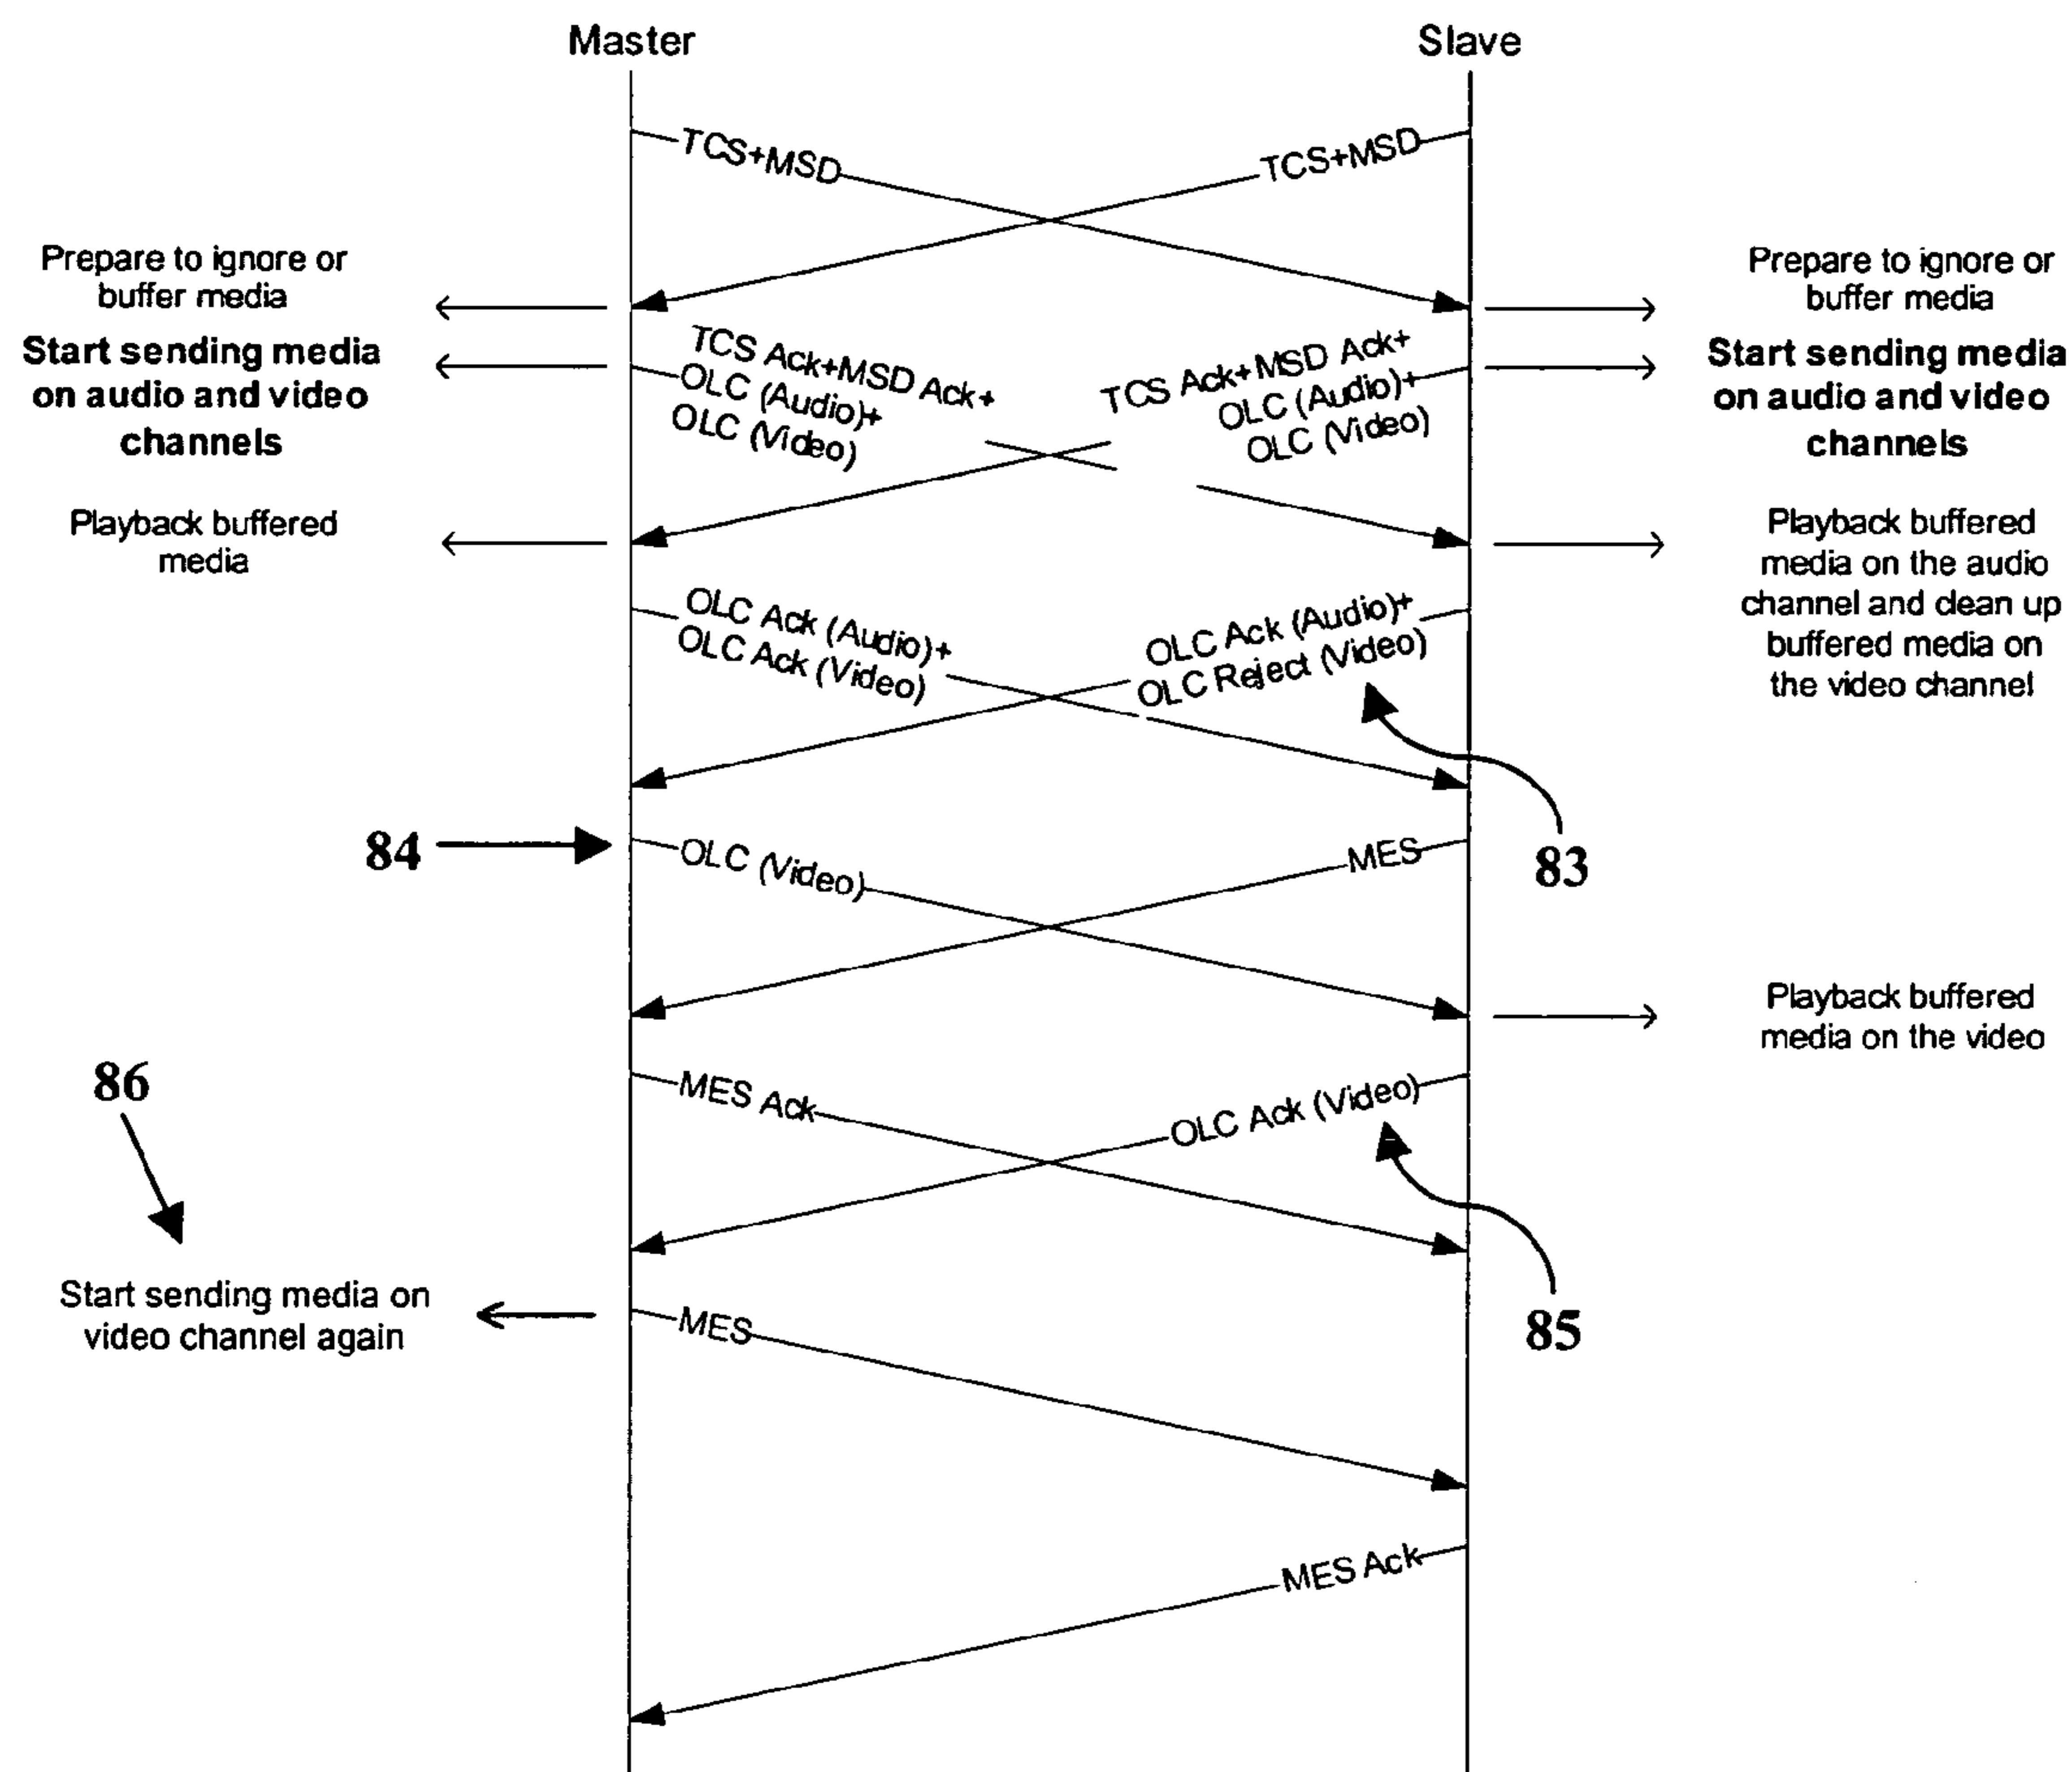 Master
Slave
TCS+MSD
TCS+MSD
Prepare to ignore or
buffer media
Prepare to ignore or
buffer media
Start sending media
on audio and video
channels
TCS Ack+MSD Ack+
OLC (Audio)+
OLC (Video)
TCS Ack+MSD Ack+
OLC (Audio)+
OLC (Video)
Start sending media
on audio and video
channels
Playback buffered
media
Playback buffered
media on the audio
channel and clean up
buffered media on
the video channel
OLC Ack (Audio)+
OLC Ack (Video)
OLC Ack (Audio)+
OLC Reject (Video)
83
84
OLC (Video)
MES
Playback buffered
media on the video
86
MES Ack
OLC Ack (Video)
85
Start sending media on
video channel again
MES
MES Ack